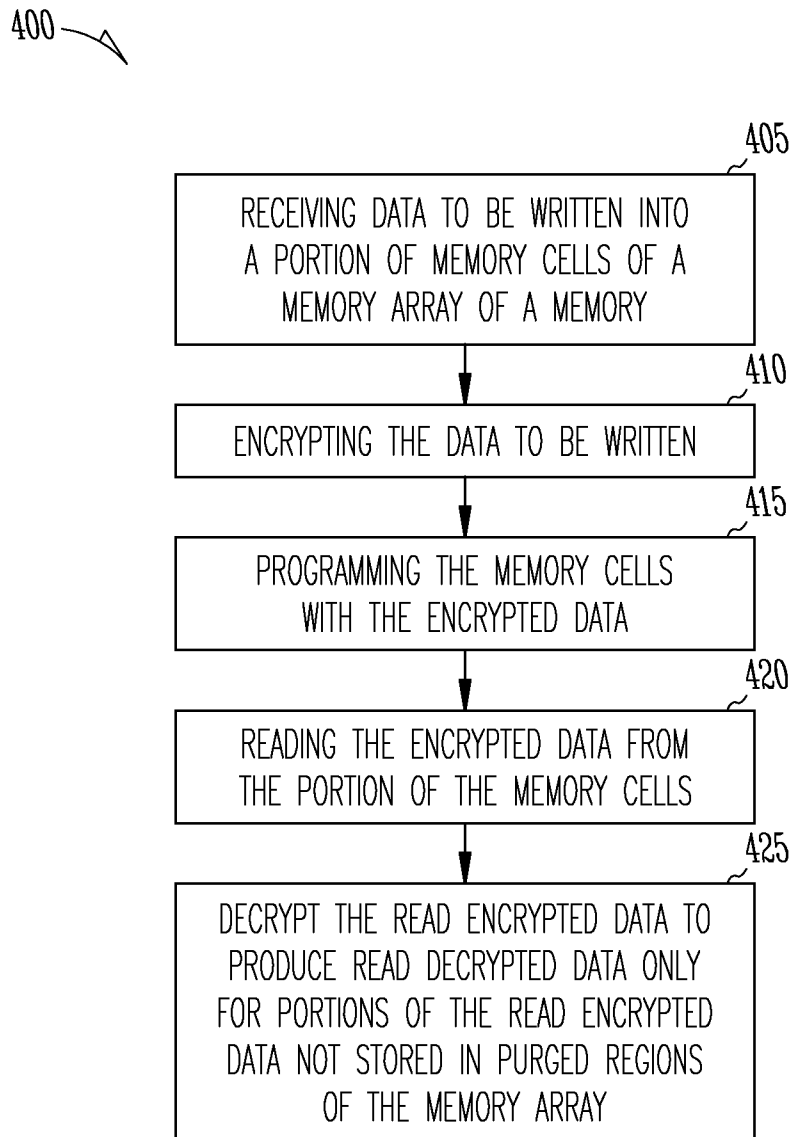 400
405
RECEIVING DATA TO BE WRITTEN INTO
A PORTION OF MEMORY CELLS OF A
MEMORY ARRAY OF A MEMORY
410
ENCRYPTING THE DATA TO BE WRITTEN
415
PROGRAMMING THE MEMORY CELLS
WITH THE ENCRYPTED DATA
420
READING THE ENCRYPTED DATA FROM
THE PORTION OF THE MEMORY CELLS
425
DECRYPT THE READ ENCRYPTED DATA TO
PRODUCE READ DECRYPTED DATA ONLY
FOR PORTIONS OF THE READ ENCRYPTED
DATA NOT STORED IN PURGED REGIONS
OF THE MEMORY ARRAY